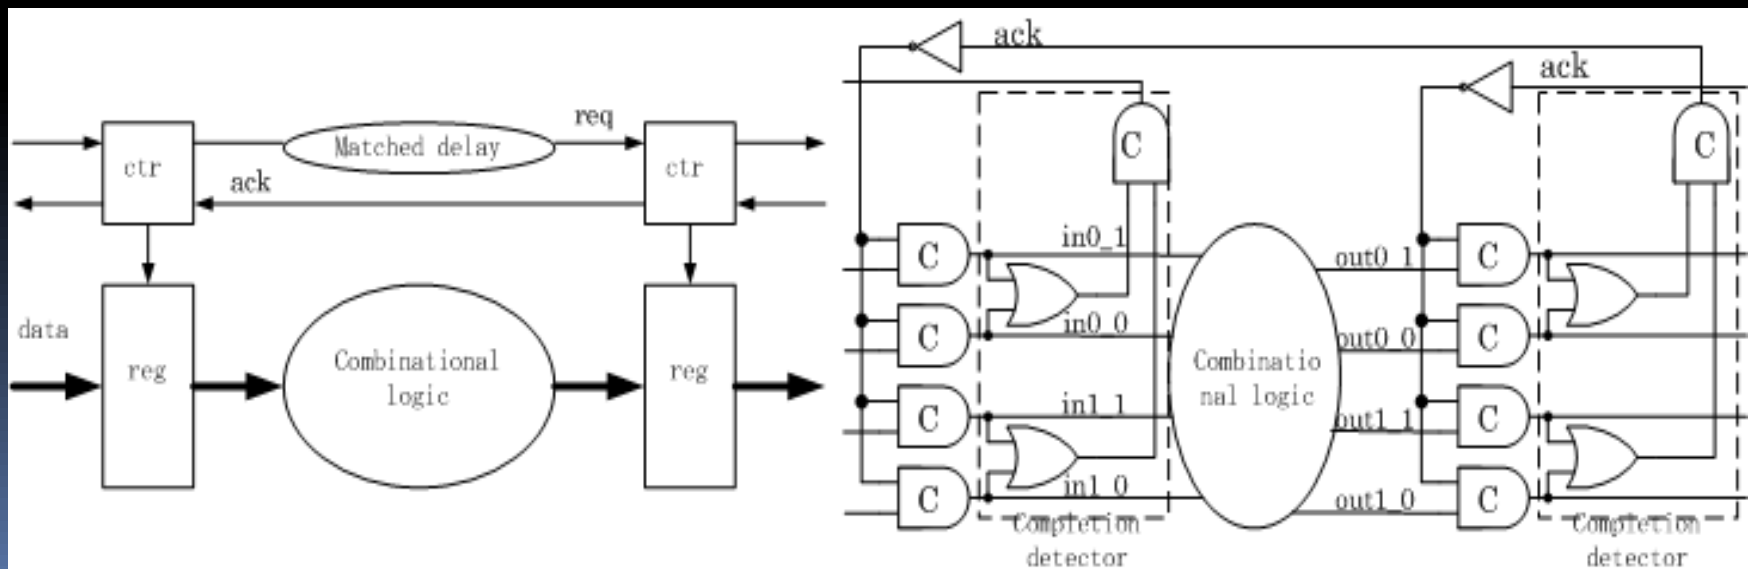 req
Matched delay
ctr
ctr
ack
data
reg
Combinational
logic
reg
ack
ack
C
C
C
in0_1
out0_1
C
C
in0_0
Combinatio
nal logic
out0_0
C
C
in1_1
out1_1
C
C
in1_0
out1_0
C
Completion
detector
Completion
detector